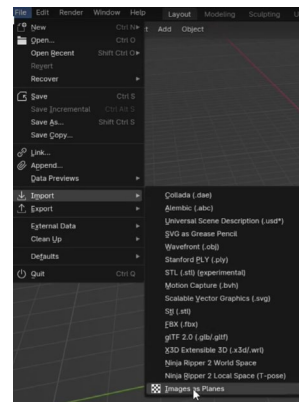 File Edit Render Window Help Layout Modeling Sculpting
New Ctrl N
Add Object
Open... Ctrl O
Open Recent Shift Ctrl O
Revert
Recover
Save Ctrl S
Save Incremental Ctrl Alt S
Save As... Shift Ctrl S
Save Copy...
Link...
Append...
Data Previews
Import
Export
External Data
Clean Up
Defaults
Quit Ctrl Q
Collada (.dae)
Alembic (.abc)
Universal Scene Description (.usd*)
SVG as Grease Pencil
Wavefront (.obj)
Stanford PLY (.ply)
STL (.stl) (experimental)
Motion Capture (.bvh)
Scalable Vector Graphics (.svg)
Stl (.stl)
FBX (.fbx)
glTF 2.0 (.glb/.gltf)
X3D Extensible 3D (.x3d/.wrl)
Ninja Ripper 2 World Space
Ninja Ripper 2 Local Space (T-pose)
Images as Planes